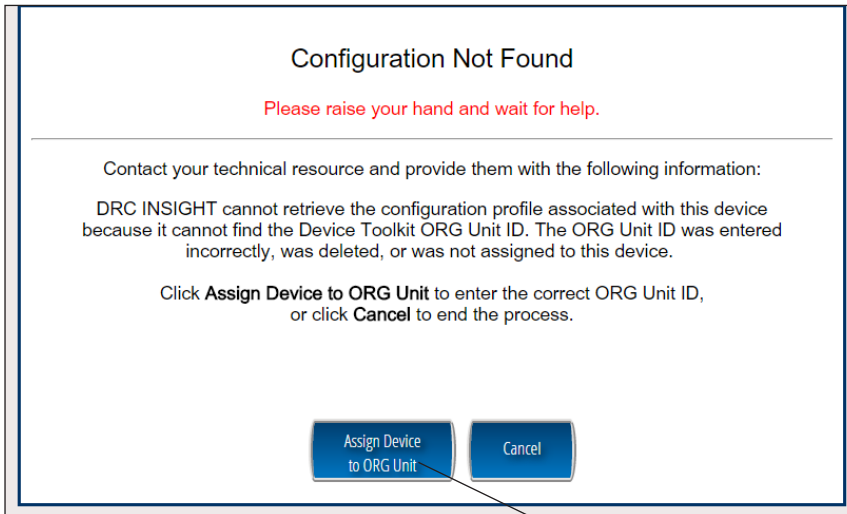 Configuration Not Found
Please raise your hand and wait for help.
Contact your technical resource and provide them with the following information:
DRC INSIGHT cannot retrieve the configuration profile associated with this device
because it cannot find the Device Toolkit ORG Unit ID. The ORG Unit ID was entered
incorrectly, was deleted, or was not assigned to this device.
Click Assign Device to ORG Unit to enter the correct ORG Unit ID,
or click Cancel to end the process.
Assign Device
to ORG Unit
Cancel